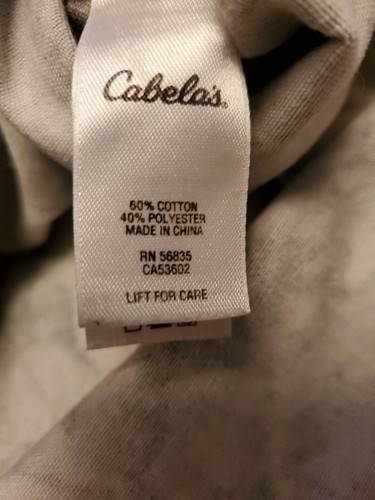 Cabela's.
60% COTTON
40% POLYESTER
MADE IN CHINA
RN 56835
CA53602
LIFT FOR CARE